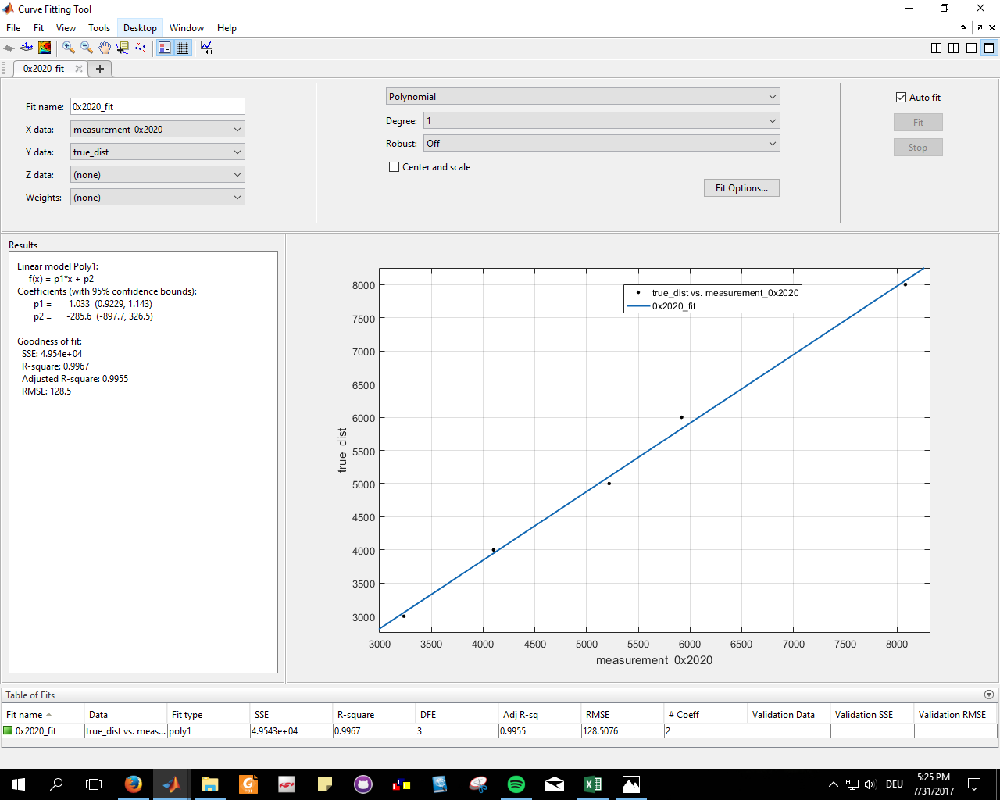 Curve Fitting Tool
File Fit View Tools Desktop Window Help
0x2020_fit
Fit name: 0x2020_fit
X data: measurement_0x2020
Y data: true_dist
Z data: (none)
Weights: (none)
Polynomial
Degree: 1
Robust: Off
Center and scale
Fit Options...
Auto fit
Fit
Stop
Results
Linear model Poly1:
f(x) = p1*x + p2
Coefficients (with 95% confidence bounds):
p1 = 1.033 (0.9229, 1.143)
p2 = -285.6 (-897.7, 326.5)
Goodness of fit:
SSE: 4.954e+04
R-square: 0.9967
Adjusted R-square: 0.9955
RMSE: 128.5
true_dist vs. measurement_0x2020
0x2020_fit
8000
7500
7000
6500
6000
5500
5000
4500
4000
3500
3000
true_dist
3000 3500 4000 4500 5000 5500 6000 6500 7000 7500 8000
measurement_0x2020
Table of Fits
Fit name Data Fit type SSE R-square DFE Adj R-sq RMSE # Coeff Validation Data Validation SSE Validation RMSE
0x2020_fit true_dist vs. meas... poly1 4.9543e+04 0.9967 3 0.9955 128.5076 2
DEU
5:25 PM
7/31/2017